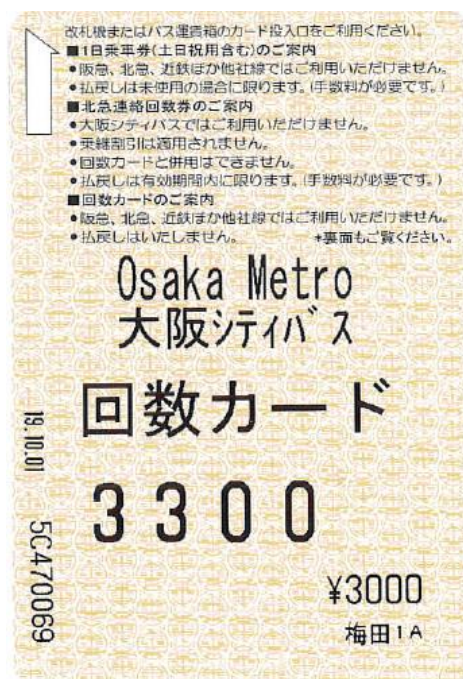 改札機またはバス運賃箱のカード投入口をご利用ください。
■1日乗車券(土日祝用含む)のご案内
●阪急、北急、近鉄ほか他社線ではご利用いただけません。
●払戻しは未使用の場合に限ります。(手数料が必要です。)
■北急連絡回数券のご案内
●大阪シティバスではご利用いただけません。
●乗継割引は適用されません。
●回数カードと併用はできません。
●払戻しは有効期間内に限ります。(手数料が必要です。)
■回数カードのご案内
●阪急、北急、近鉄ほか他社線ではご利用いただけません。
●払戻しはいたしません。 *裏面もご覧ください。
Osaka Metro
大阪シティバス
回数カード
3300
¥3000
梅田1A
19.10.01
5C470069